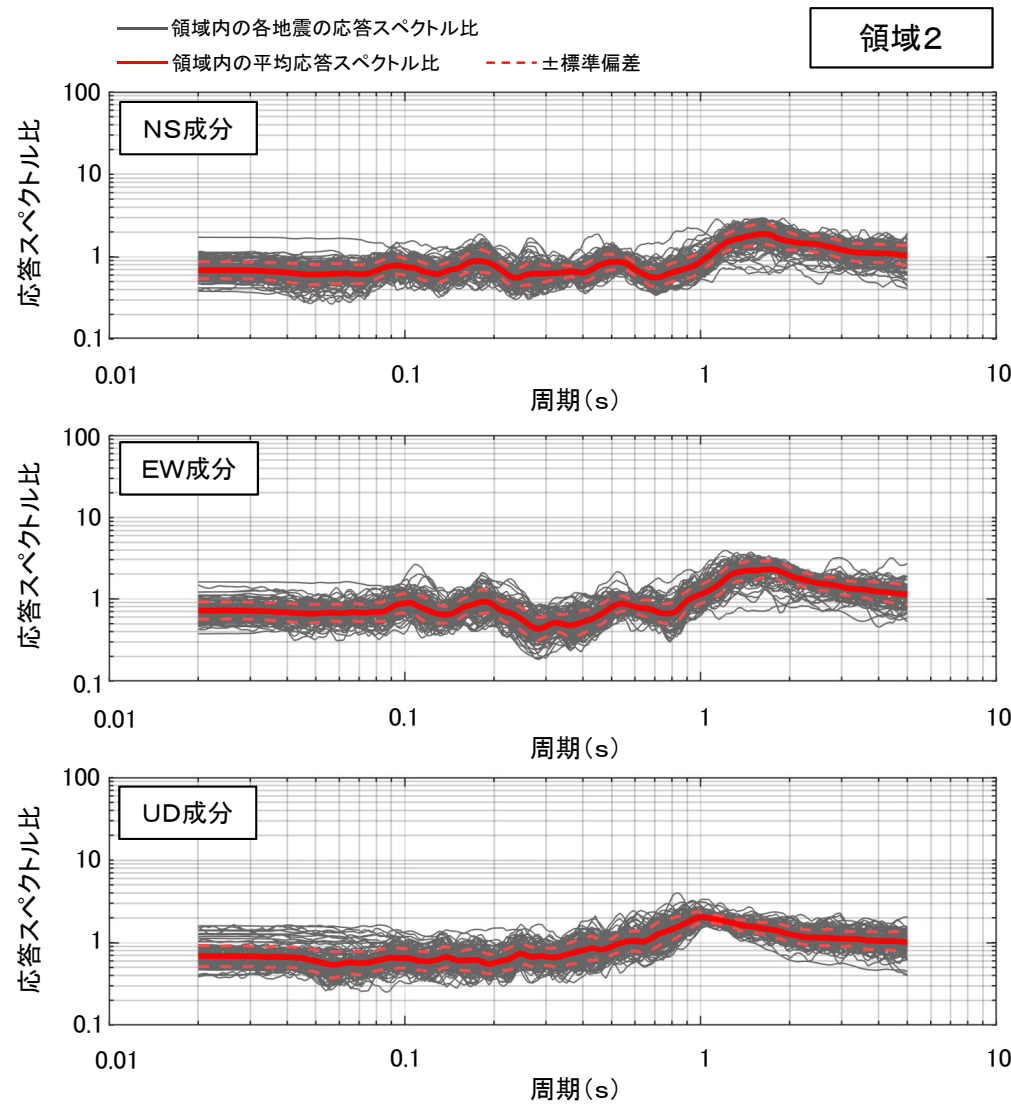 領域内の各地震の応答スペクトル比
領域2
領域内の平均応答スペクトル比 ±標準偏差
100
NS成分
10
1
0.1
応答スペクトル比
0.01 0.1 1 10
周期(s)
100
EW成分
10
1
0.1
応答スペクトル比
0.01 0.1 1 10
周期(s)
100
UD成分
10
1
0.1
応答スペクトル比
0.01 0.1 1 10
周期(s)